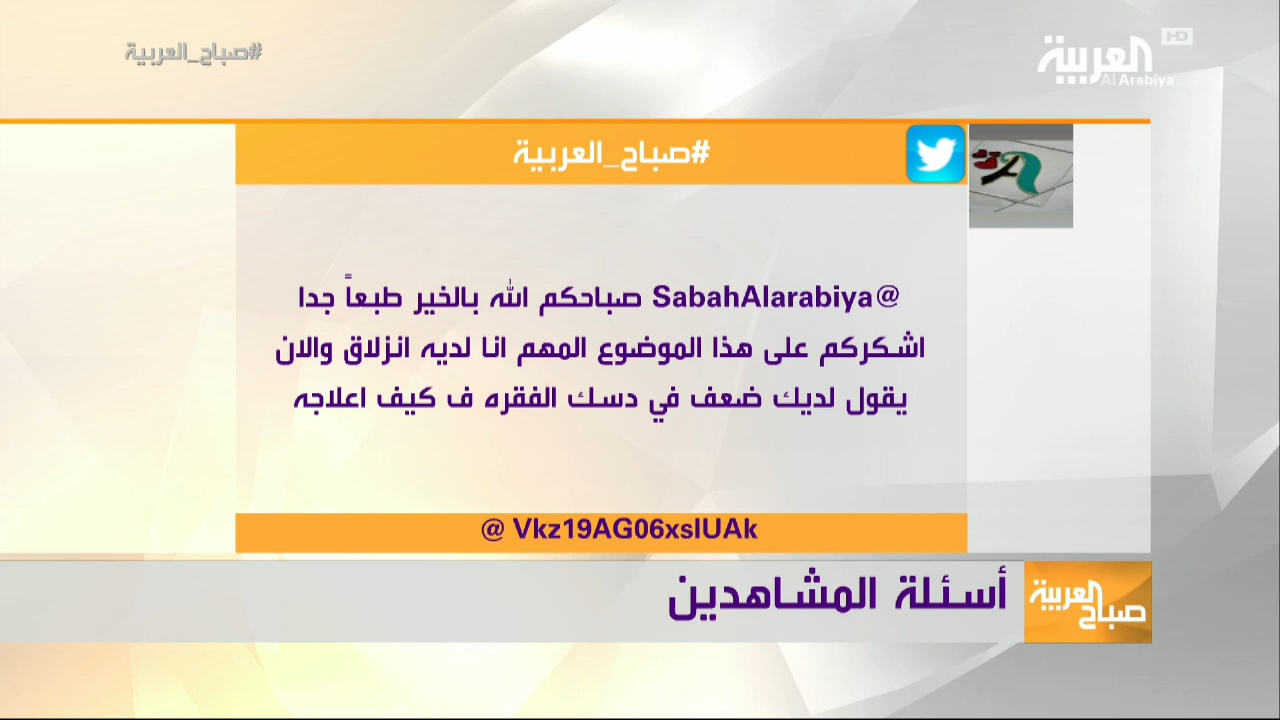 #صباح_العربية
العربية HD
Al Arabiya
#صباح_العربية
@SabahAlarabiya صباحكم الله بالخير طبعاً جدا
اشكركم على هذا الموضوع المهم انا لديه انزلاق والان
يقول لديك ضعف في دسك الفقره ف كيف اعلاجه
@ Vkz19AG06xslUAk
أسئلة المشاهدين
صباح العربية